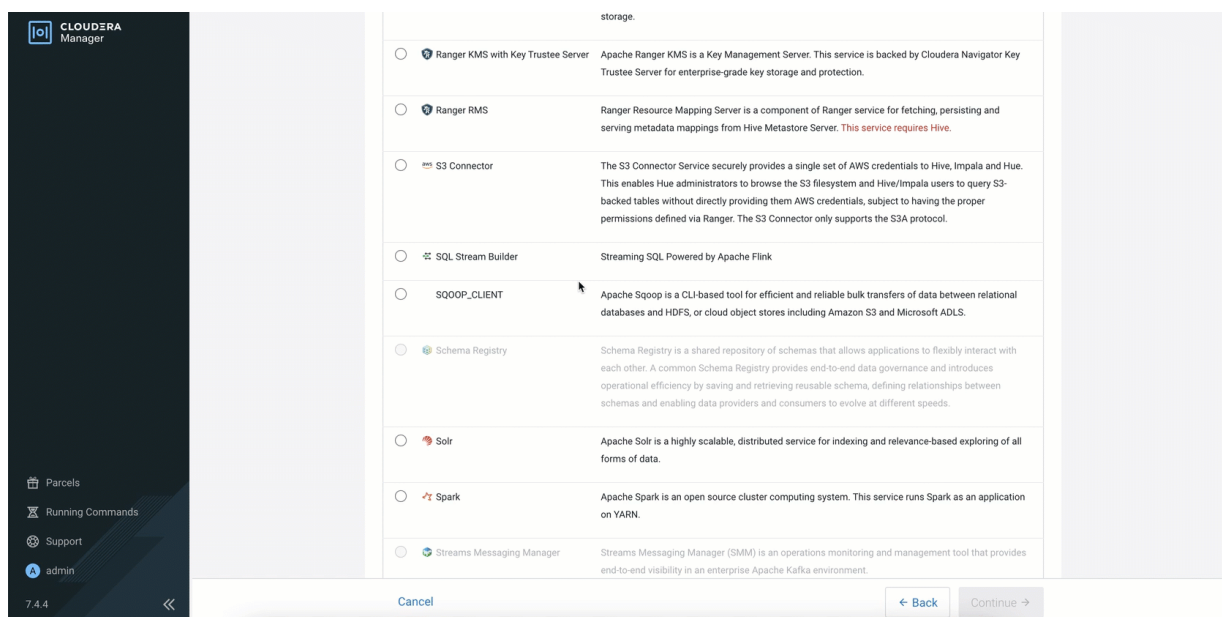 CLOUDERA
Manager
storage.
Ranger KMS with Key Trustee Server
Apache Ranger KMS is a Key Management Server. This service is backed by Cloudera Navigator Key
Trustee Server for enterprise-grade key storage and protection.
Ranger RMS
Ranger Resource Mapping Server is a component of Ranger service for fetching, persisting and
serving metadata mappings from Hive Metastore Server. This service requires Hive.
aws S3 Connector
The S3 Connector Service securely provides a single set of AWS credentials to Hive, Impala and Hue.
This enables Hue administrators to browse the S3 filesystem and Hive/Impala users to query S3-
backed tables without directly providing them AWS credentials, subject to having the proper
permissions defined via Ranger. The S3 Connector only supports the S3A protocol.
SQL Stream Builder
Streaming SQL Powered by Apache Flink
SQOOP_CLIENT
Apache Sqoop is a CLI-based tool for efficient and reliable bulk transfers of data between relational
databases and HDFS, or cloud object stores including Amazon S3 and Microsoft ADLS.
Schema Registry
Schema Registry is a shared repository of schemas that allows applications to flexibly interact with
each other. A common Schema Registry provides end-to-end data governance and introduces
operational efficiency by saving and retrieving reusable schema, defining relationships between
schemas and enabling data providers and consumers to evolve at different speeds.
Solr
Apache Solr is a highly scalable, distributed service for indexing and relevance-based exploring of all
forms of data.
Spark
Apache Spark is an open source cluster computing system. This service runs Spark as an application
on YARN.
Streams Messaging Manager
Streams Messaging Manager (SMM) is an operations monitoring and management tool that provides
end-to-end visibility in an enterprise Apache Kafka environment.
Parcels
Running Commands
Support
A admin
7.4.4
Cancel
← Back
Continue →